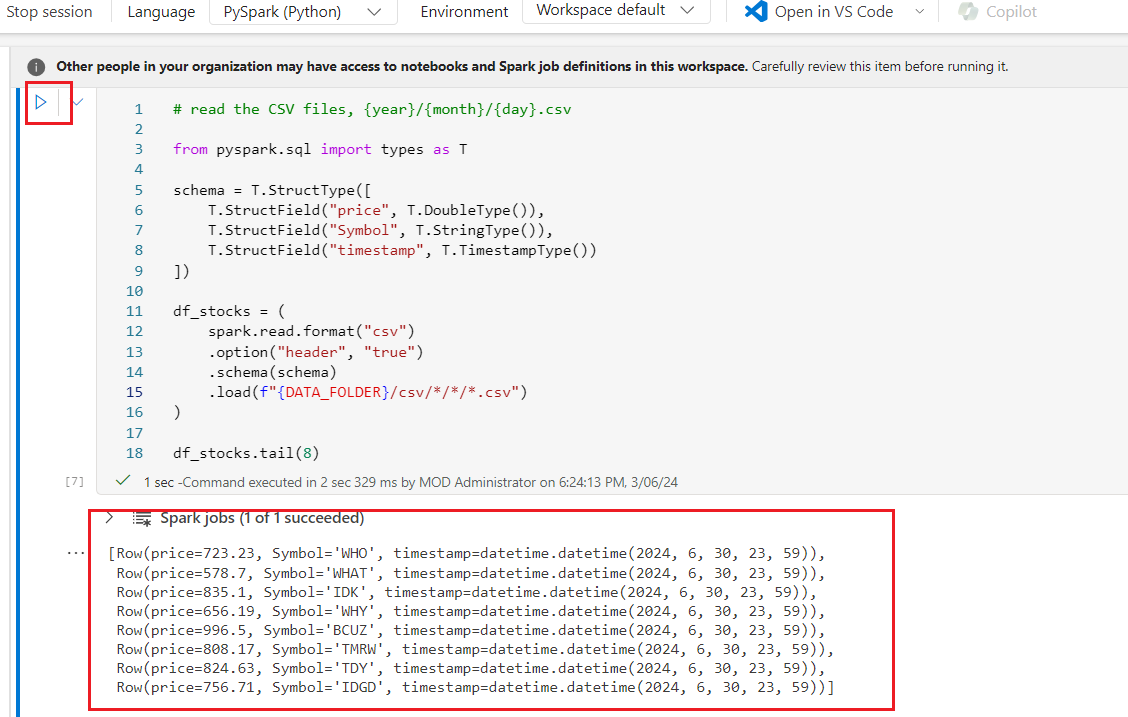 Stop session Language PySpark (Python) Environment Workspace default Open in VS Code Copilot
Other people in your organization may have access to notebooks and Spark job definitions in this workspace. Carefully review this item before running it.
1 # read the CSV files, {year}/{month}/{day}.csv
2
3 from pyspark.sql import types as T
4
5 schema = T.StructType([
6     T.StructField("price", T.DoubleType()),
7     T.StructField("Symbol", T.StringType()),
8     T.StructField("timestamp", T.TimestampType())
9 ])
10
11 df_stocks = (
12     spark.read.format("csv")
13     .option("header", "true")
14     .schema(schema)
15     .load(f"{DATA_FOLDER}/csv/*/*/*.csv")
16 )
17
18 df_stocks.tail(8)
[7] 1 sec -Command executed in 2 sec 329 ms by MOD Administrator on 6:24:13 PM, 3/06/24
Spark jobs (1 of 1 succeeded)
... [Row(price=723.23, Symbol='WHO', timestamp=datetime.datetime(2024, 6, 30, 23, 59)),
Row(price=578.7, Symbol='WHAT', timestamp=datetime.datetime(2024, 6, 30, 23, 59)),
Row(price=835.1, Symbol='IDK', timestamp=datetime.datetime(2024, 6, 30, 23, 59)),
Row(price=656.19, Symbol='WHY', timestamp=datetime.datetime(2024, 6, 30, 23, 59)),
Row(price=996.5, Symbol='BCUZ', timestamp=datetime.datetime(2024, 6, 30, 23, 59)),
Row(price=808.17, Symbol='TMRW', timestamp=datetime.datetime(2024, 6, 30, 23, 59)),
Row(price=824.63, Symbol='TDY', timestamp=datetime.datetime(2024, 6, 30, 23, 59)),
Row(price=756.71, Symbol='IDGD', timestamp=datetime.datetime(2024, 6, 30, 23, 59))]